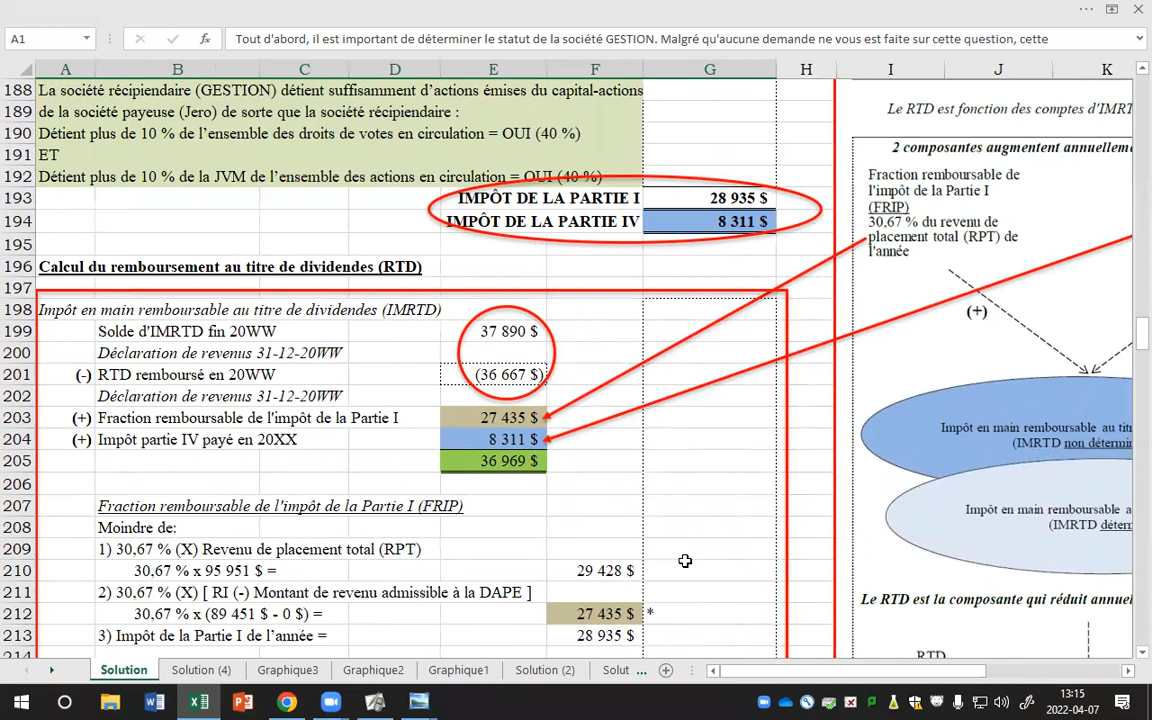 A1
Tout d'abord, il est important de déterminer le statut de la société GESTION. Malgré qu'aucune demande ne vous est faite sur cette question, cette
A B C D E F G H I J K
188 La société récipiendaire (GESTION) détient suffisamment d'actions émises du capital-actions
189 de la société payeuse (Jero) de sorte que la société récipiendaire :
190 Détient plus de 10 % de l'ensemble des droits de votes en circulation = OUI (40 %)
191 ET
192 Détient plus de 10 % de la JVM de l'ensemble des actions en circulation = OUI (40 %)
193 IMPÔT DE LA PARTIE I 28 935 $
194 IMPÔT DE LA PARTIE IV 8 311 $
195
196 Calcul du remboursement au titre de dividendes (RTD)
197
198 Impôt en main remboursable au titre de dividendes (IMRTD)
199 Solde d'IMRTD fin 20WW 37 890 $
200 Déclaration de revenus 31-12-20WW
201 (-) RTD remboursé en 20WW (36 667 $)
202 Déclaration de revenus 31-12-20WW
203 (+) Fraction remboursable de l'impôt de la Partie I 27 435 $
204 (+) Impôt partie IV payé en 20XX 8 311 $
205 36 969 $
206
207 Fraction remboursable de l'impôt de la Partie I (FRIP)
208 Moindre de:
209 1) 30,67 % (X) Revenu de placement total (RPT)
210 30,67 % x 95 951 $ = 29 428 $
211 2) 30,67 % (X) [ RI (-) Montant de revenu admissible à la DAPE ]
212 30,67 % x (89 451 $ - 0 $) = 27 435 $ *
213 3) Impôt de la Partie I de l'année = 28 935 $
Le RTD est fonction des comptes d'IMRT
2 composantes augmentent annuelleme
Fraction remboursable de
l'impôt de la Partie I
(FRIP)
30,67 % du revenu de
placement total (RPT) de
l'année
(+)
Impôt en main remboursable au titr
(IMRTD non détermin
Impôt en main remboursable a
(IMRTD déterm
Le RTD est la composante qui réduit annue
RTD
Solution Solution (4) Graphique3 Graphique2 Graphique1 Solution (2) Solut ...
13:15
2022-04-07